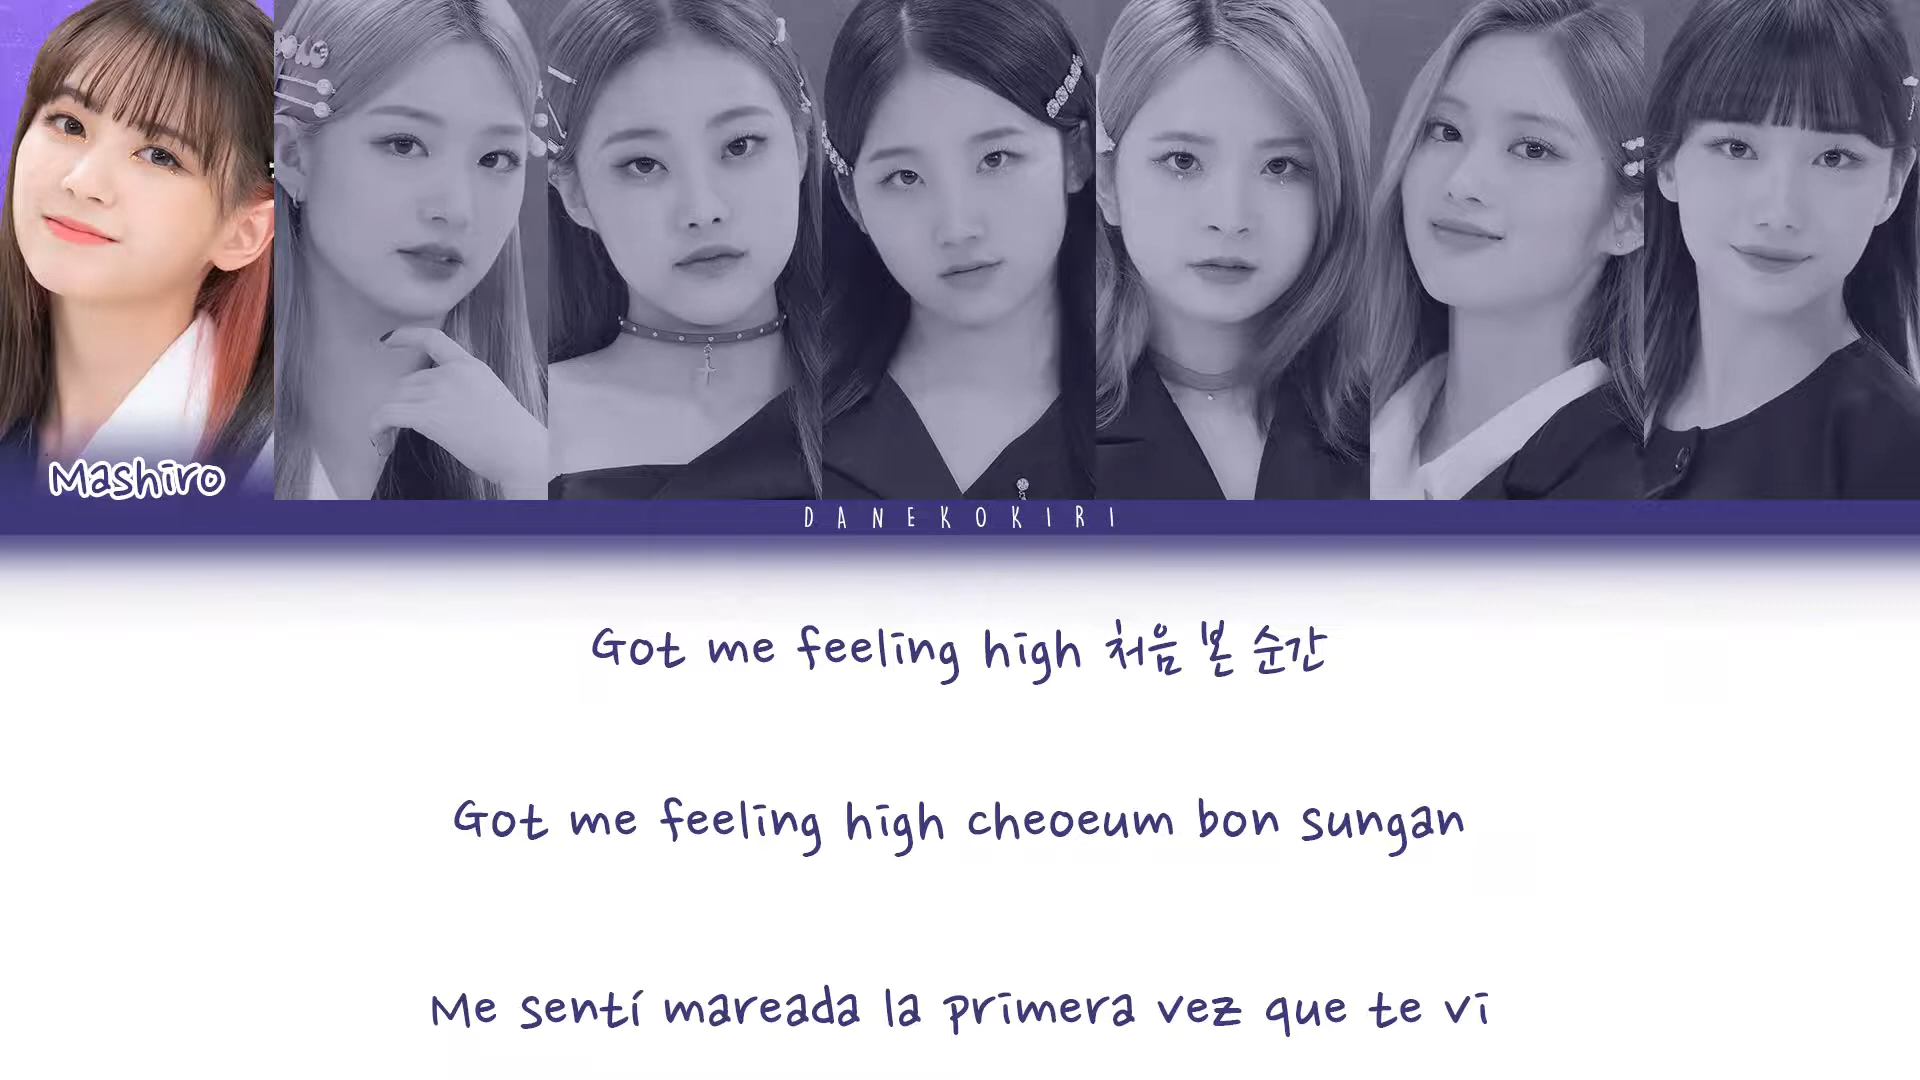 Mashiro
DANEKOKIRI
Got me feeling high 처음 본 순간
Got me feeling high cheoeum bon sungan
Me sentí mareada la primera vez que te vi